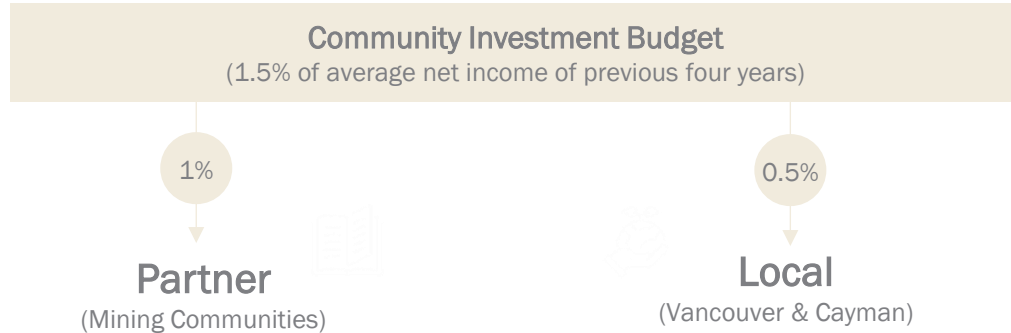 Community Investment Budget
(1.5% of average net income of previous four years)
1%
0.5%
Partner
(Mining Communities)
Local
(Vancouver & Cayman)